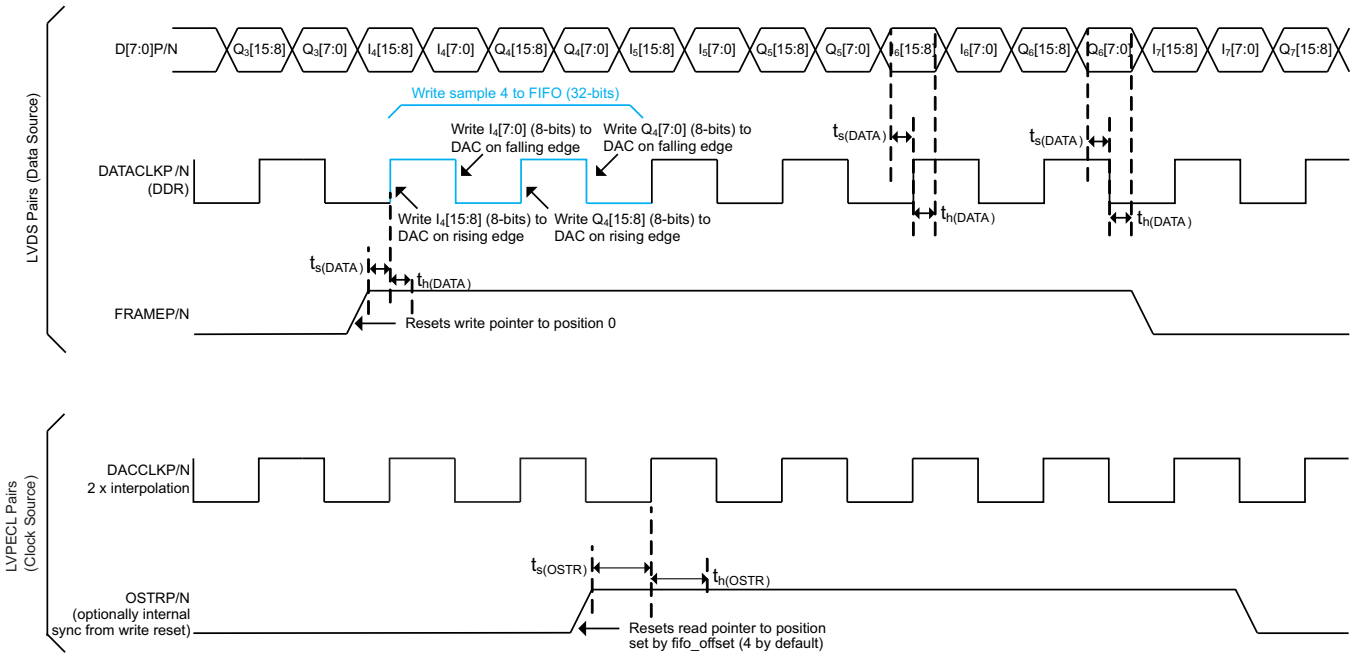 D[7:0]P/N
Q3[15:8] Q3[7:0] I4[15:8] I4[7:0] Q4[15:8] Q4[7:0] I5[15:8] I5[7:0] Q5[15:8] Q5[7:0] I6[15:8] I6[7:0] Q6[15:8] Q6[7:0] I7[15:8] I7[7:0] Q7[15:8]
LVDS Pairs (Data Source)
Write sample 4 to FIFO (32-bits)
Write I4[7:0] (8-bits) to
DAC on falling edge
Write Q4[7:0] (8-bits) to
DAC on falling edge
ts(DATA)
ts(DATA)
DATACLKP/N
(DDR)
Write I4[15:8] (8-bits) to
DAC on rising edge
Write Q4[15:8] (8-bits) to
DAC on rising edge
th(DATA)
th(DATA)
ts(DATA)
th(DATA)
FRAMEP/N
Resets write pointer to position 0
LVPECL Pairs
(Clock Source)
DACCLKP/N
2 x interpolation
ts(OSTR)
th(OSTR)
OSTRP/N
(optionally internal
sync from write reset)
Resets read pointer to position
set by fifo_offset (4 by default)